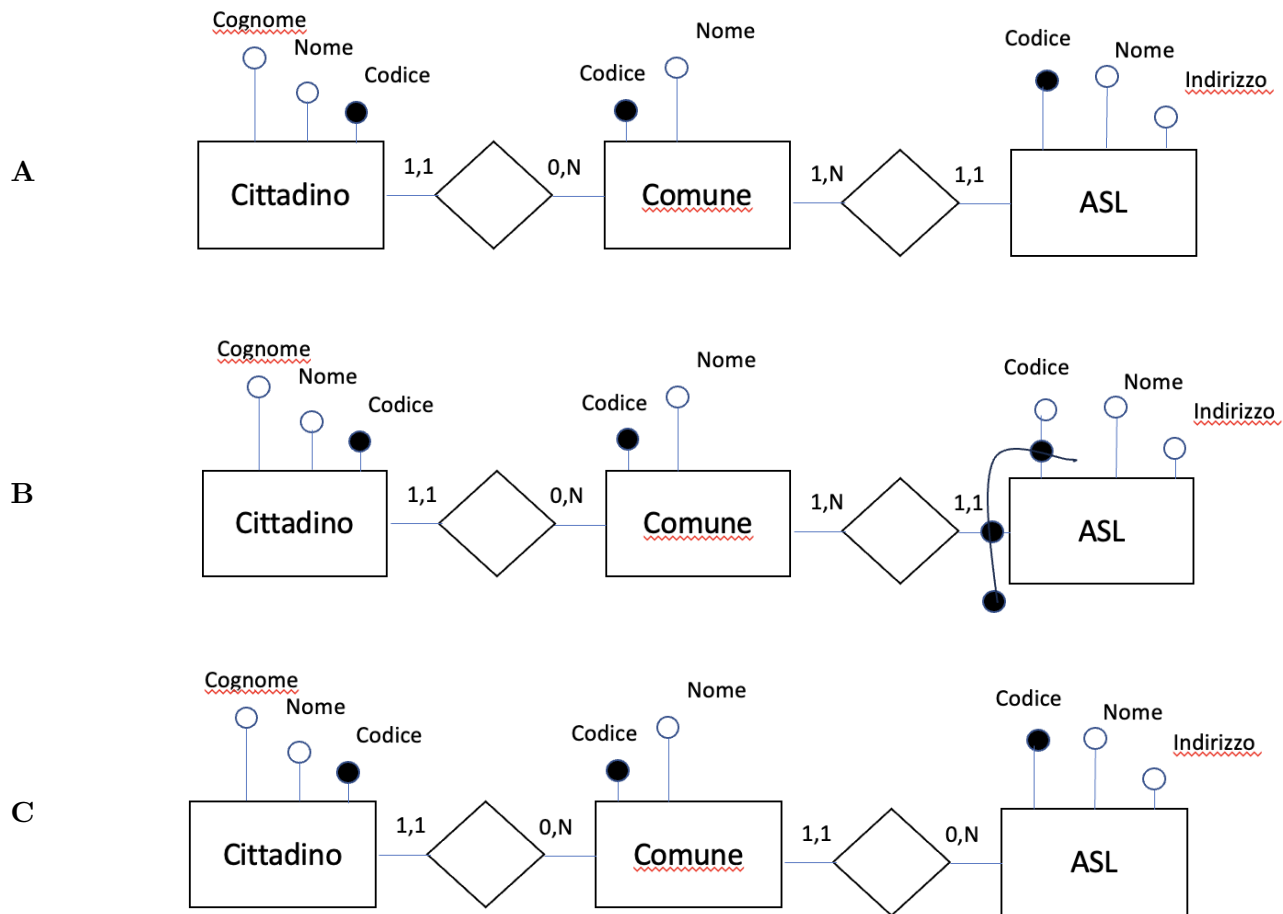 Cognome
Nome
Codice
Codice
Nome
Codice
Nome
Indirizzo
A
1,1
0,N
1,N
1,1
Cittadino
Comune
ASL
Cognome
Nome
Codice
Codice
Nome
Codice
Nome
Indirizzo
B
1,1
0,N
1,N
1,1
Cittadino
Comune
ASL
Cognome
Nome
Codice
Codice
Nome
Codice
Nome
Indirizzo
C
1,1
0,N
1,1
0,N
Cittadino
Comune
ASL